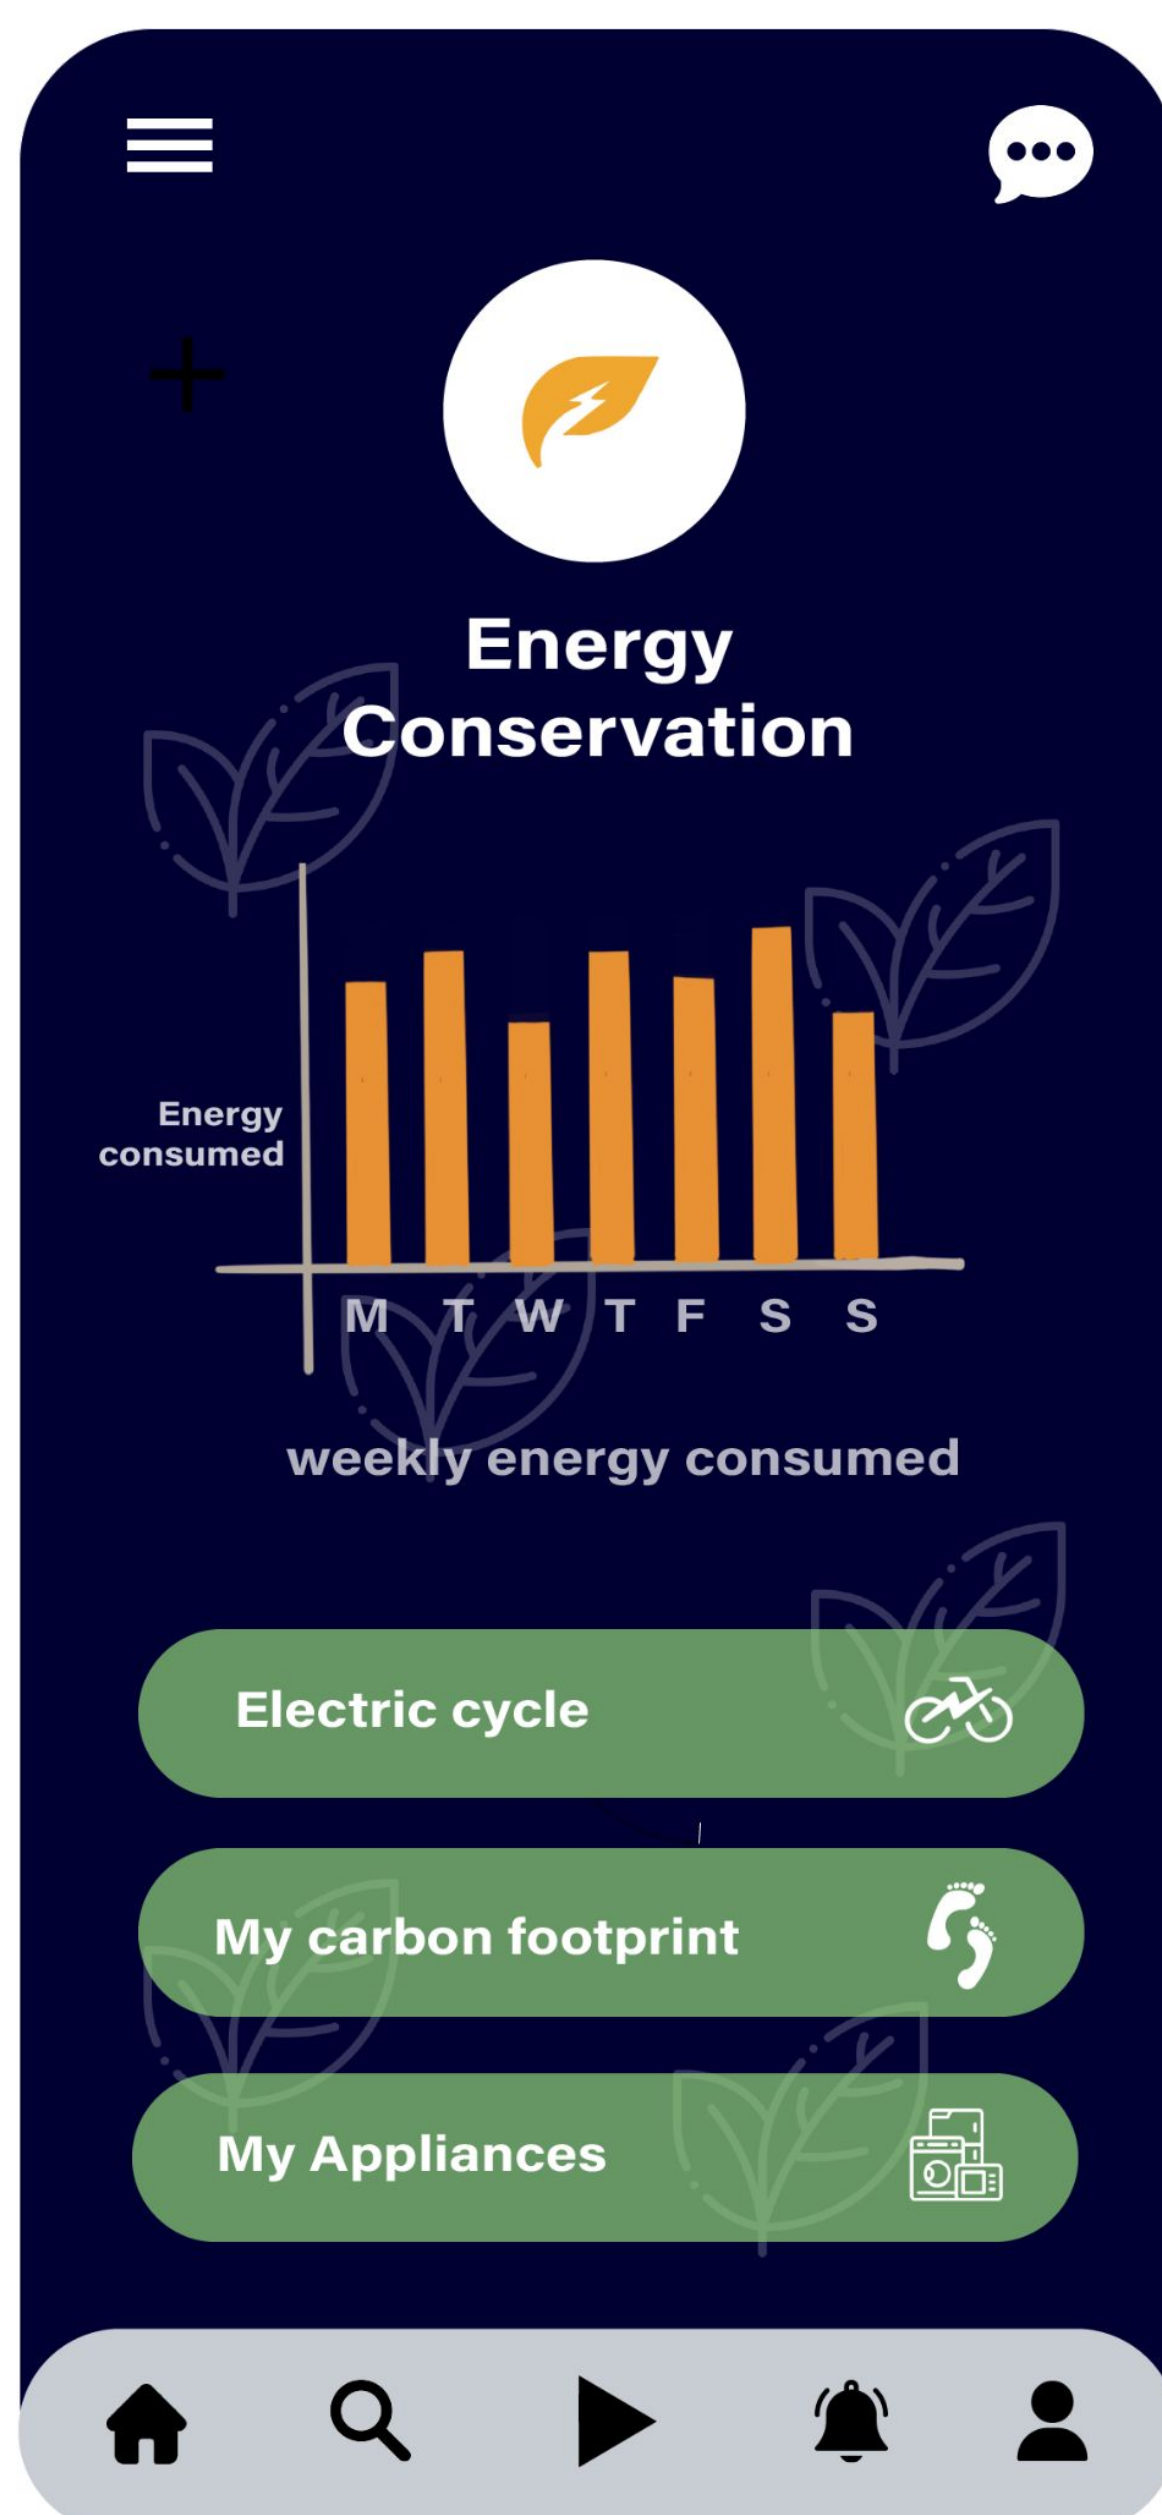 Energy
Conservation
Energy
consumed
M T W T F S S
weekly energy consumed
Electric cycle
My carbon footprint
My Appliances